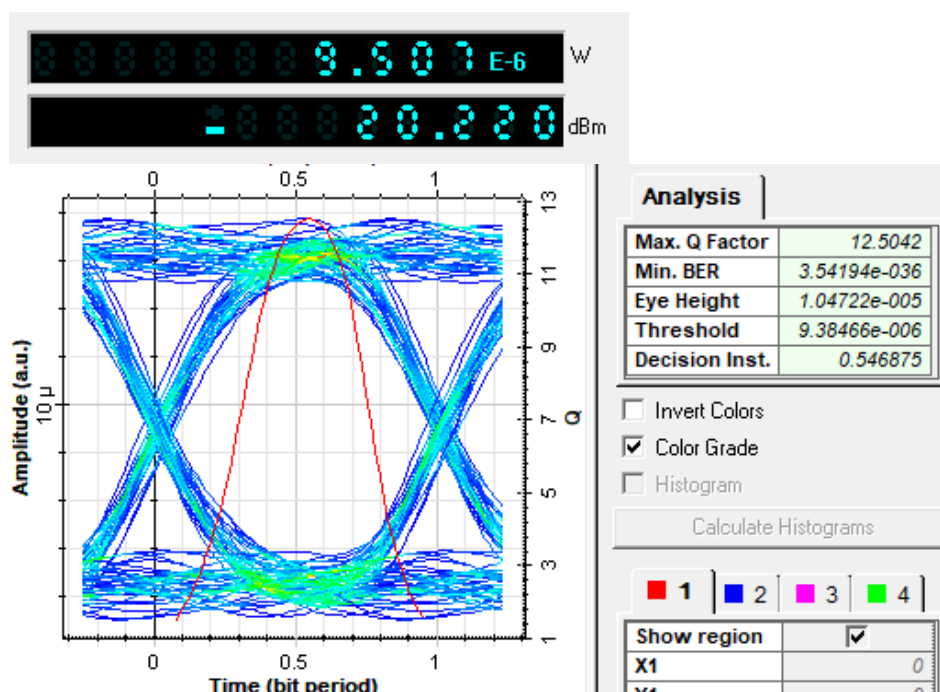 9.507 E-6 W
- 20.220 dBm
0 0.5 1
13
11
9
7
5
3
1
Q
Amplitude (a.u.)
10 µ
0 0.5 1
Time (bit period)
Analysis
Max. Q Factor 12.5042
Min. BER 3.54194e-036
Eye Height 1.04722e-005
Threshold 9.38466e-006
Decision Inst. 0.546875
Invert Colors
Color Grade
Histogram
Calculate Histograms
1 2 3 4
Show region
X1 0